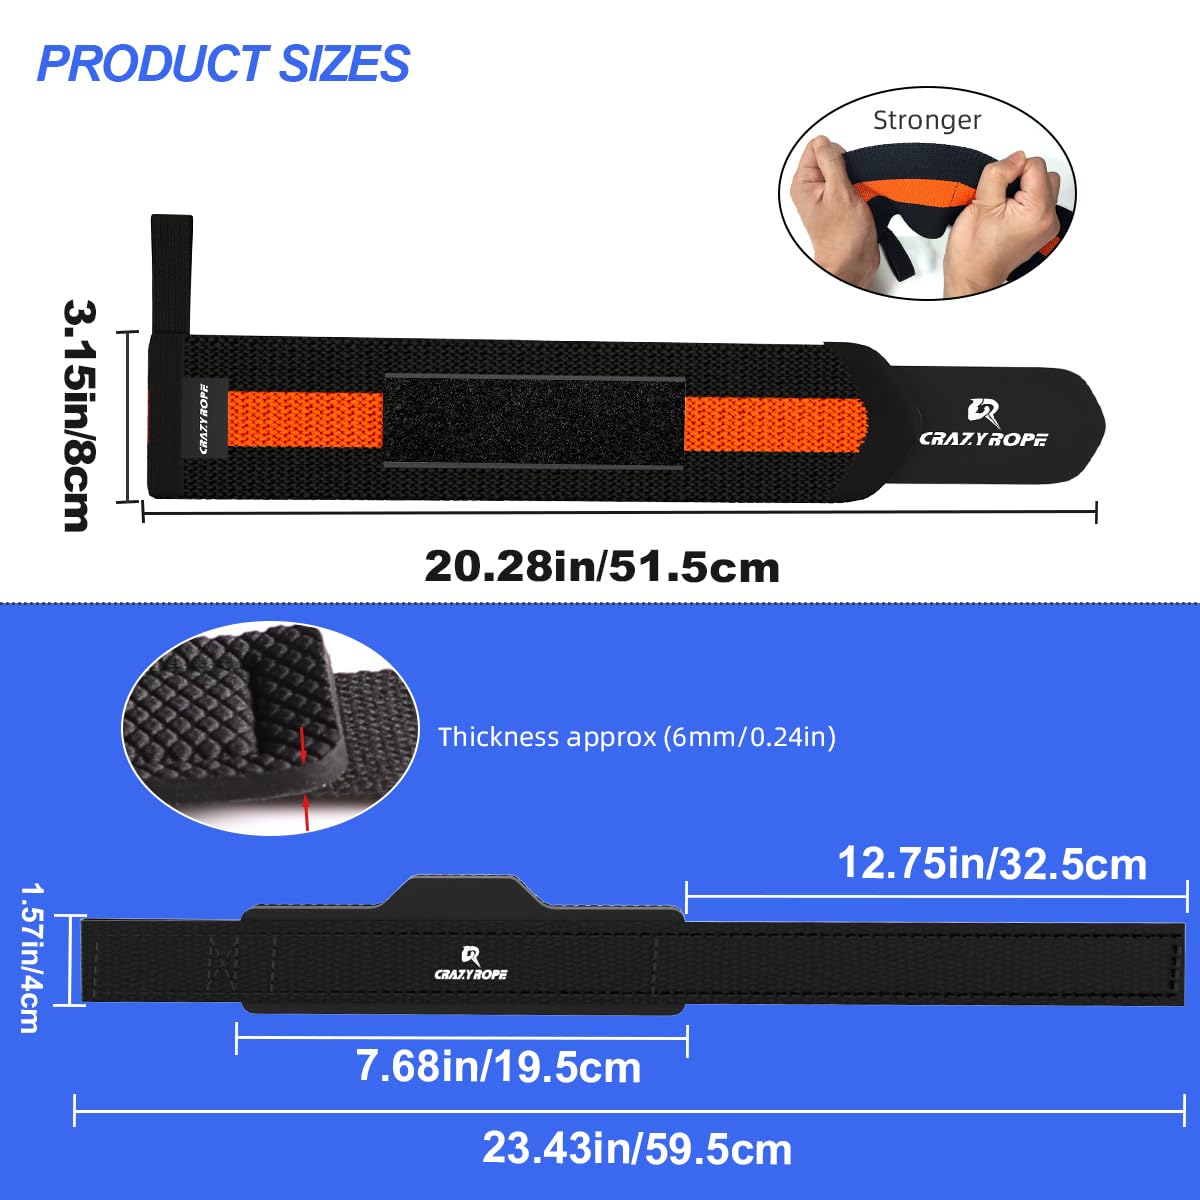 PRODUCT SIZES
Stronger
3.15in/8cm
CRAZYROPE
CRAZYROPE
20.28in/51.5cm
Thickness approx (6mm/0.24in)
12.75in/32.5cm
1.57in/4cm
CRAZYROPE
7.68in/19.5cm
23.43in/59.5cm